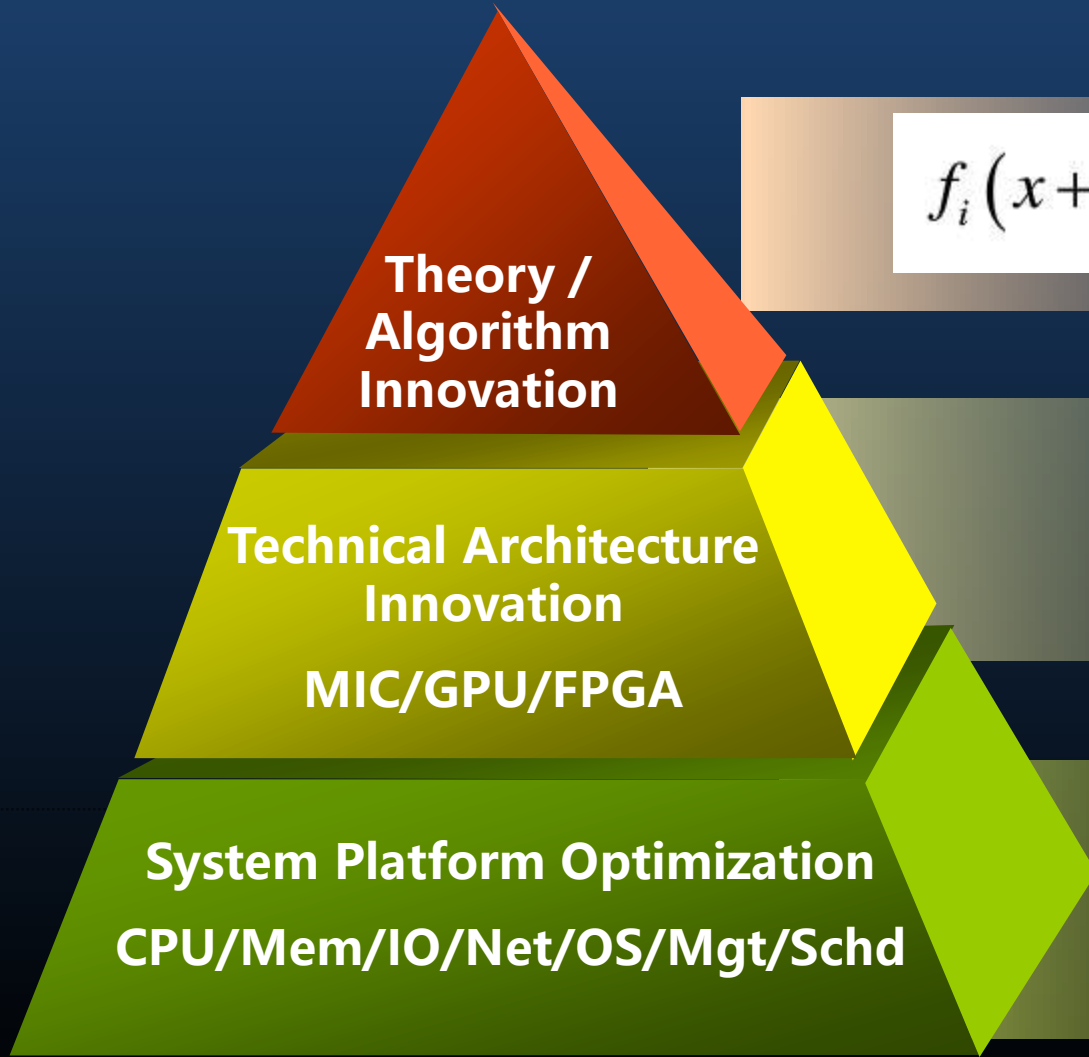 Theory /
Algorithm
Innovation
fᵢ(x+
Technical Architecture
Innovation
MIC/GPU/FPGA
System Platform Optimization
CPU/Mem/IO/Net/OS/Mgt/Schd